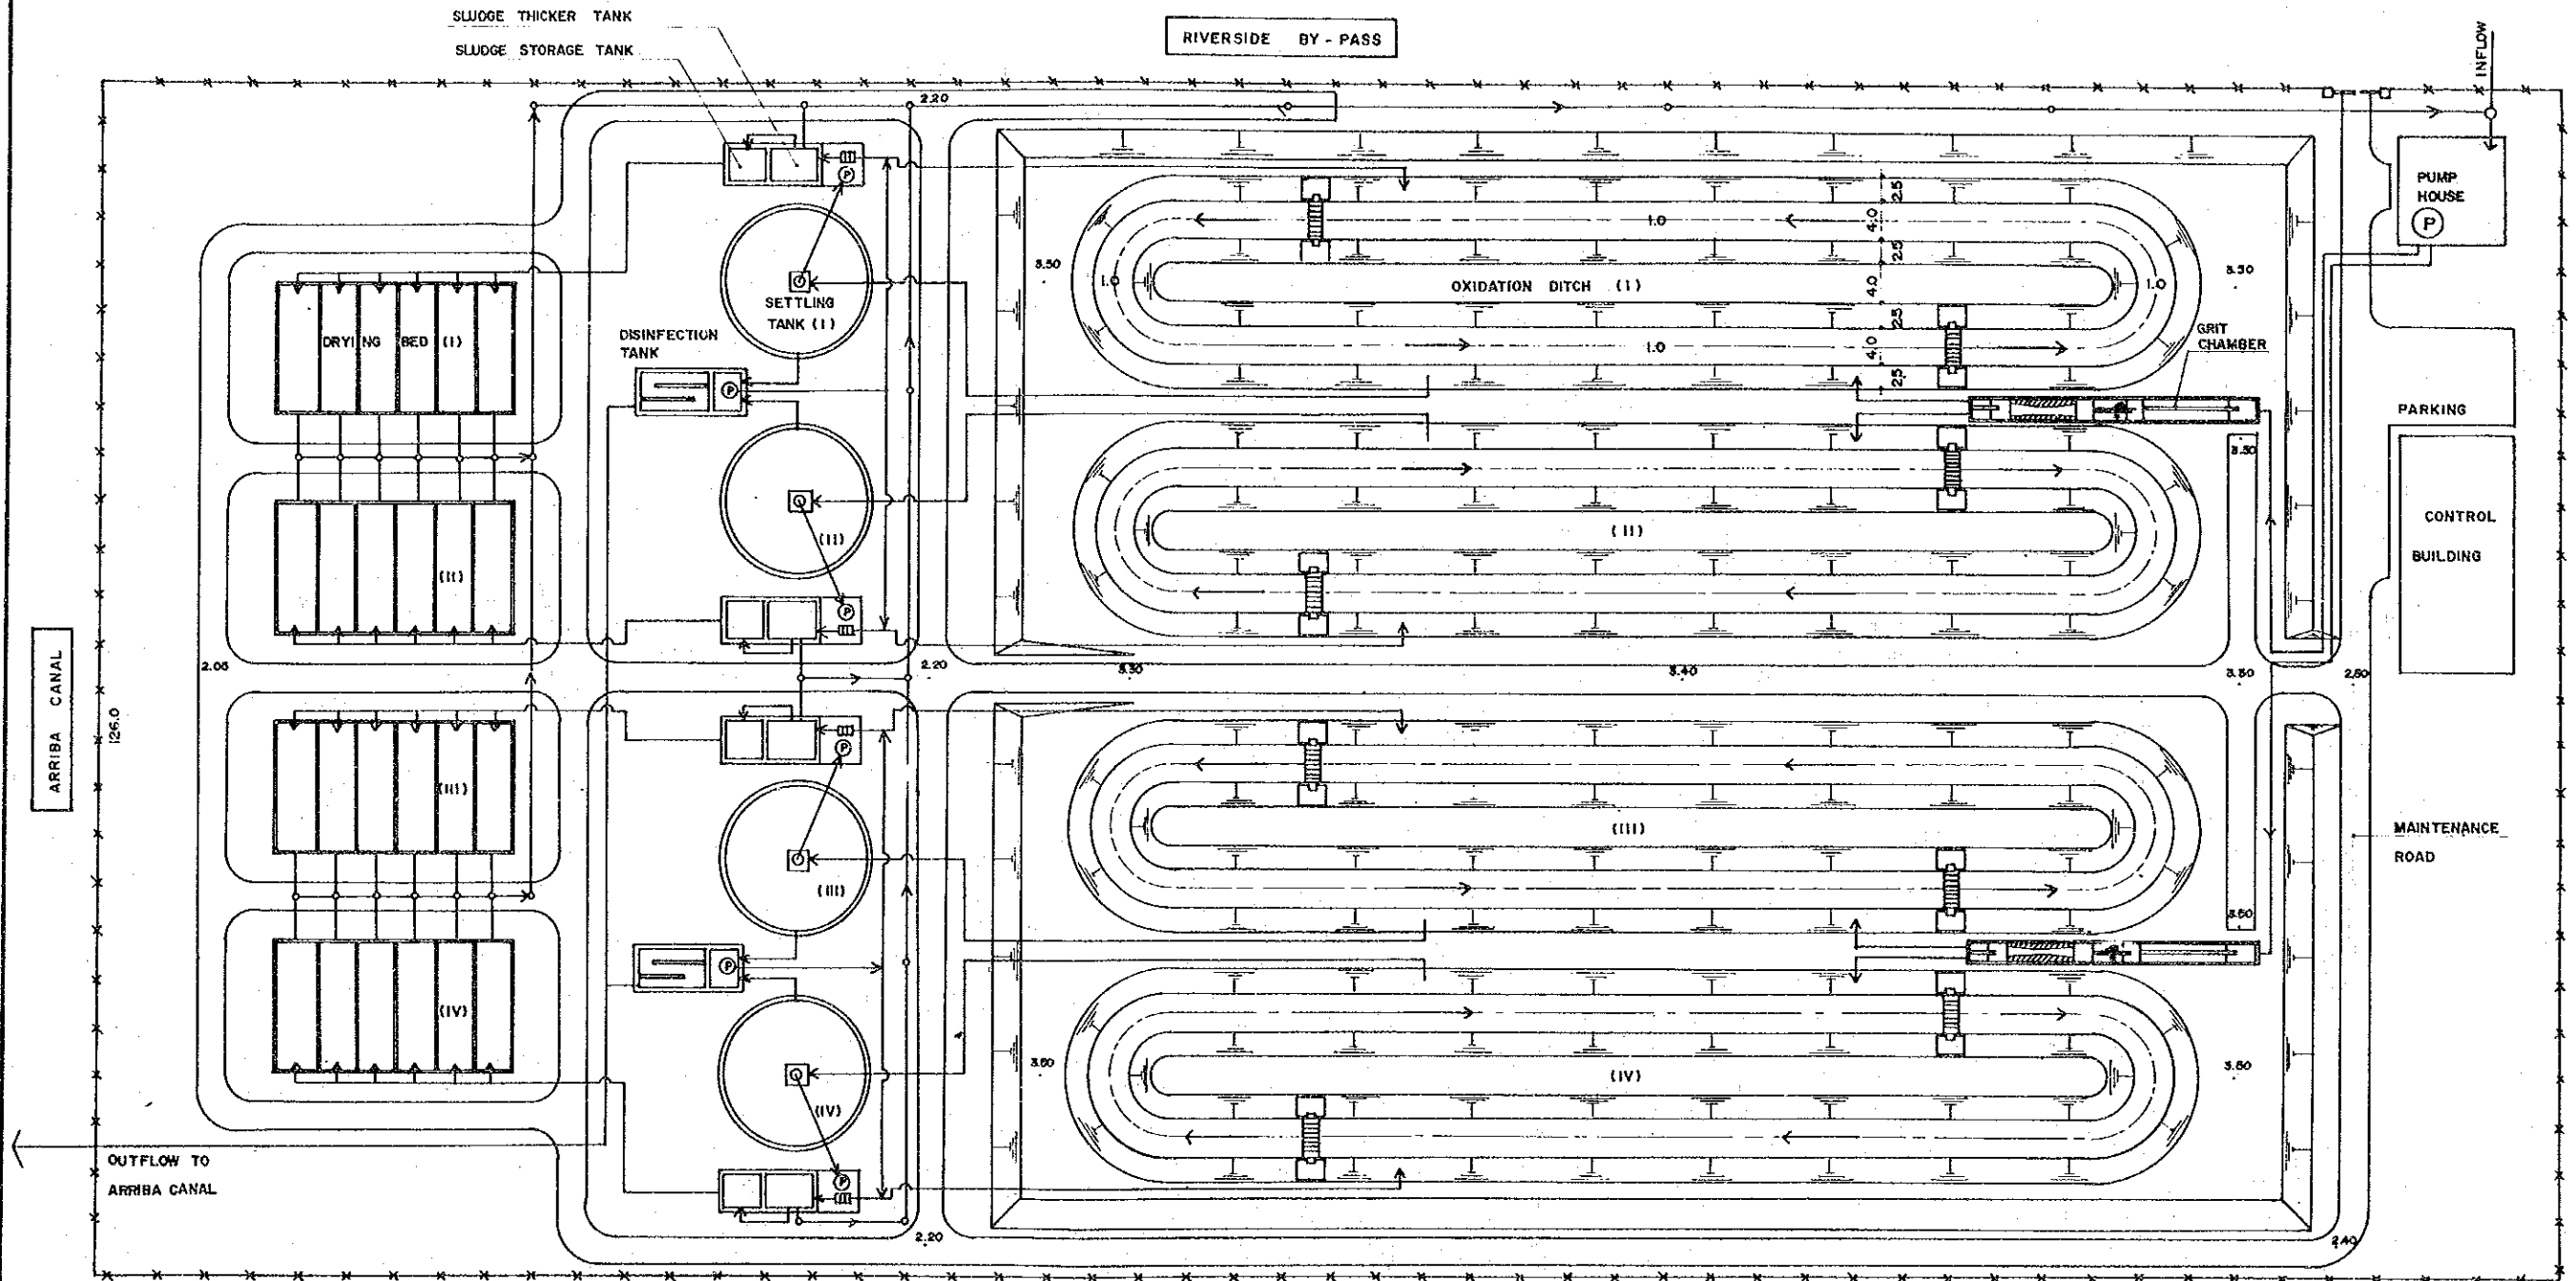 SLUDGE THICKER TANK
SLUDGE STORAGE TANK
RIVERSIDE BY-PASS
INFLOW
2.20
PUMP
HOUSE
P
P
2.5
4.0
2.5
4.0
2.5
4.0
2.5
1.0
1.0
1.0
1.0
3.50
3.50
OXIDATION DITCH (I)
SETTLING
TANK (I)
DISINFECTION
TANK
DRYING BED (I)
P
GRIT
CHAMBER
PARKING
3.50
CONTROL
BUILDING
(II)
(II)
(II)
P
ARRIBA CANAL
126.0
2.05
2.20
3.30
3.40
3.30
2.50
P
(III)
(III)
(III)
MAINTENANCE
ROAD
3.50
P
(IV)
(IV)
(IV)
3.50
3.50
P
OUTFLOW TO
ARRIBA CANAL
2.20
2.40